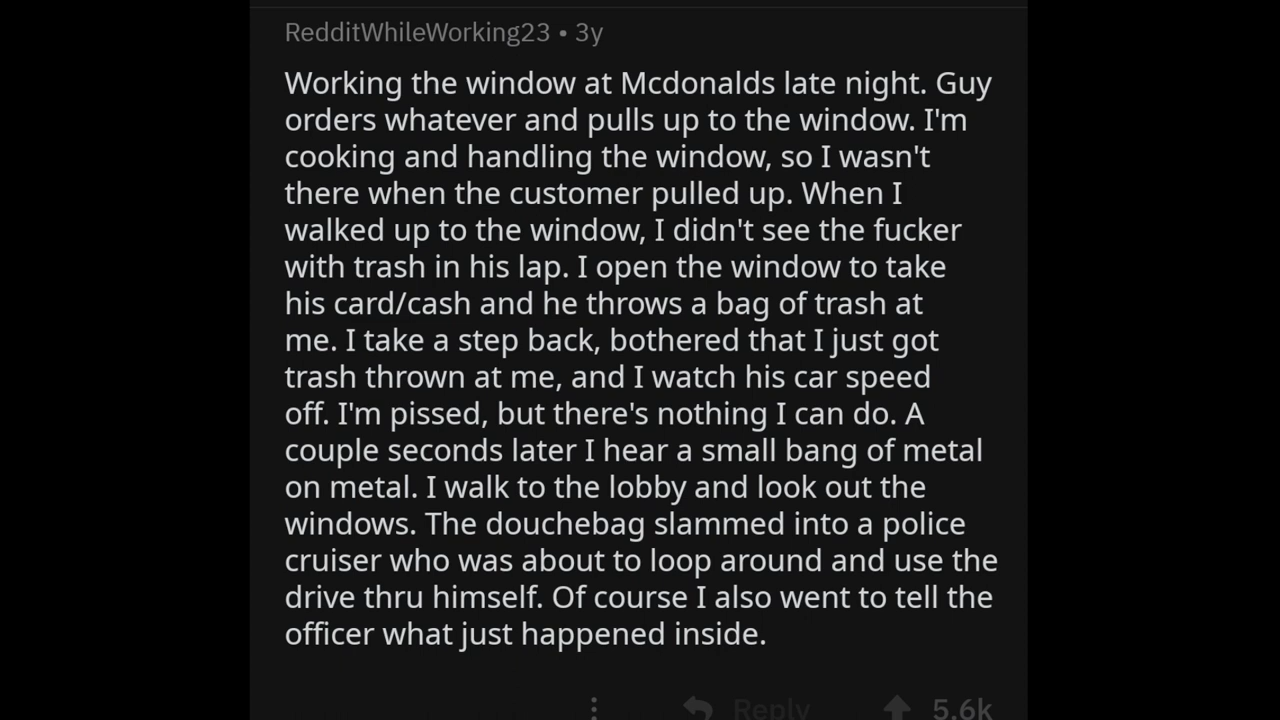 RedditWhileWorking23 • 3y
Working the window at Mcdonalds late night. Guy
orders whatever and pulls up to the window. I'm
cooking and handling the window, so I wasn't
there when the customer pulled up. When I
walked up to the window, I didn't see the fucker
with trash in his lap. I open the window to take
his card/cash and he throws a bag of trash at
me. I take a step back, bothered that I just got
trash thrown at me, and I watch his car speed
off. I'm pissed, but there's nothing I can do. A
couple seconds later I hear a small bang of metal
on metal. I walk to the lobby and look out the
windows. The douchebag slammed into a police
cruiser who was about to loop around and use the
drive thru himself. Of course I also went to tell the
officer what just happened inside.
Reply 5.6k